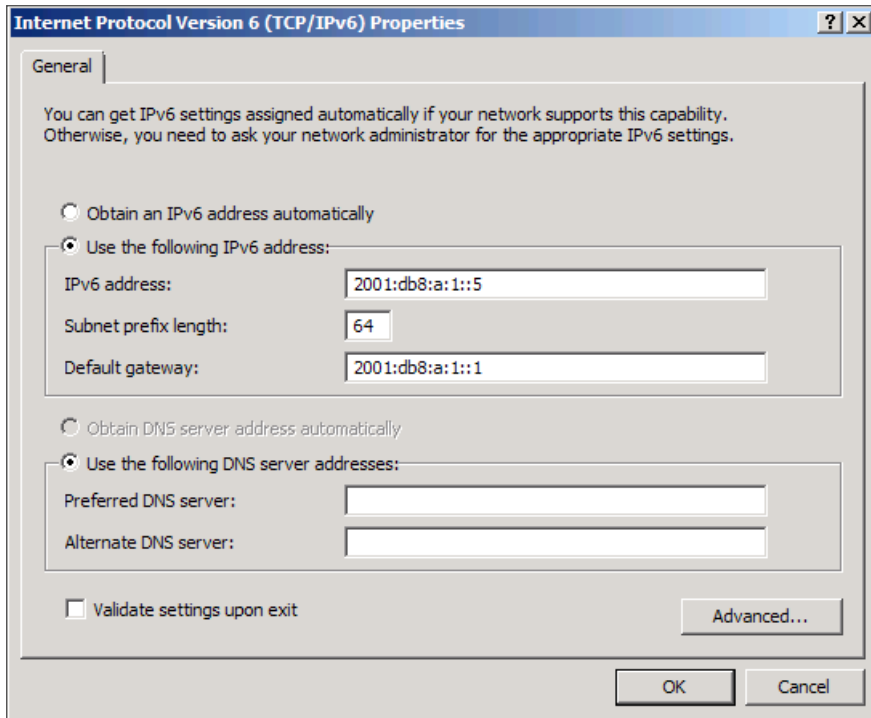 Internet Protocol Version 6 (TCP/IPv6) Properties
General
You can get IPv6 settings assigned automatically if your network supports this capability.
Otherwise, you need to ask your network administrator for the appropriate IPv6 settings.
Obtain an IPv6 address automatically
Use the following IPv6 address:
IPv6 address: 2001:db8:a:1::5
Subnet prefix length: 64
Default gateway: 2001:db8:a:1::1
Obtain DNS server address automatically
Use the following DNS server addresses:
Preferred DNS server:
Alternate DNS server:
Validate settings upon exit
Advanced...
OK Cancel